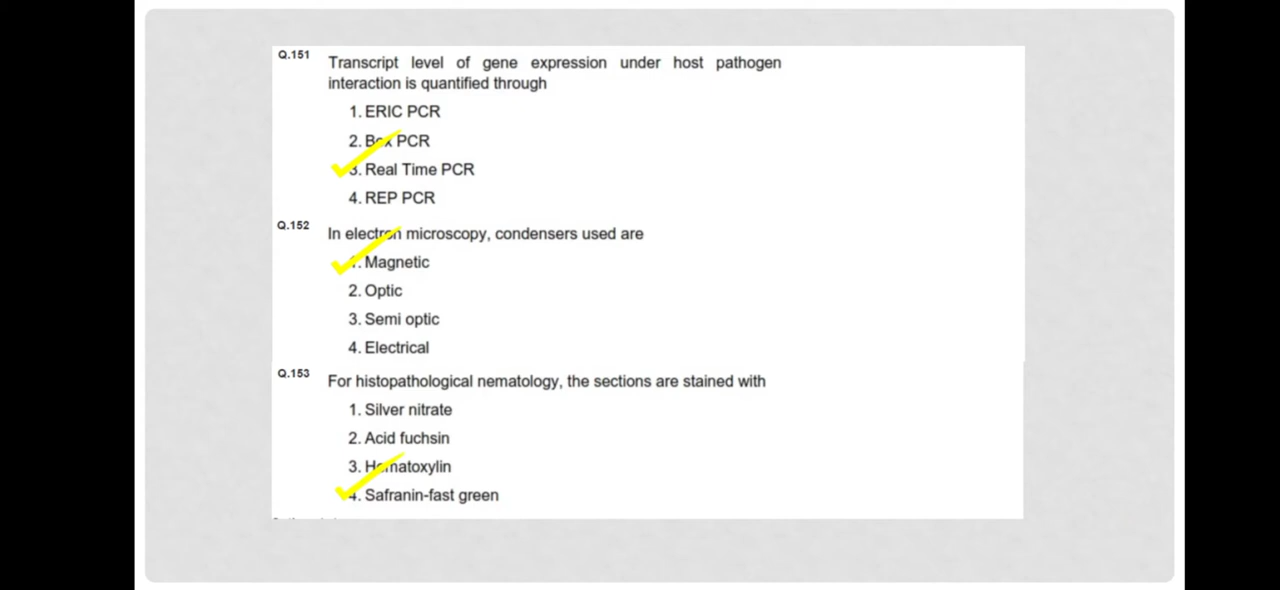 Q.151
Transcript level of gene expression under host pathogen
interaction is quantified through
1. ERIC PCR
2. Box PCR
3. Real Time PCR
4. REP PCR
Q.152
In electron microscopy, condensers used are
1. Magnetic
2. Optic
3. Semi optic
4. Electrical
Q.153
For histopathological nematology, the sections are stained with
1. Silver nitrate
2. Acid fuchsin
3. Hematoxylin
4. Safranin-fast green